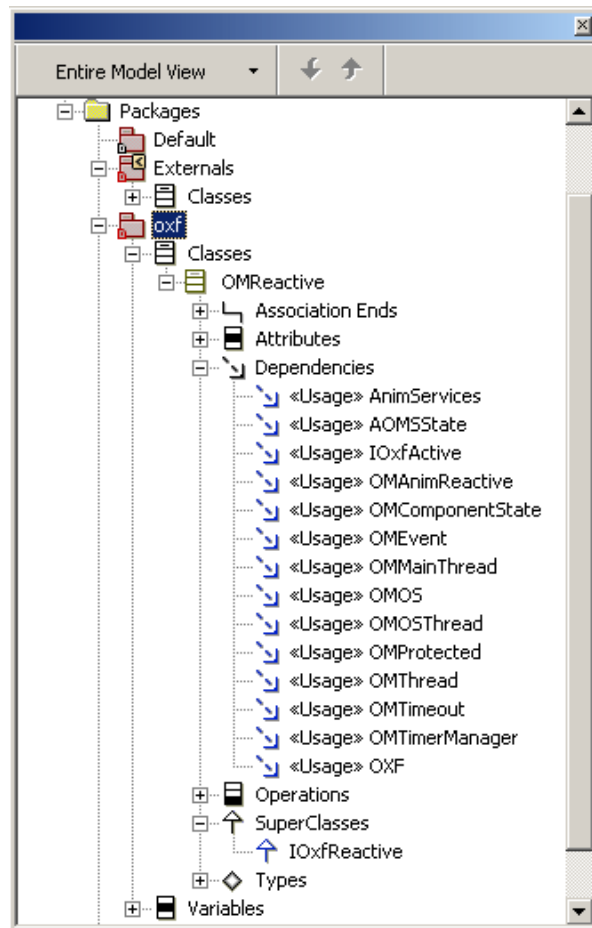 Entire Model View
Packages
Default
Externals
Classes
oxf
Classes
OMReactive
Association Ends
Attributes
Dependencies
«Usage» AnimServices
«Usage» AOMSState
«Usage» IOxfActive
«Usage» OMAnimReactive
«Usage» OMComponentState
«Usage» OMEvent
«Usage» OMMainThread
«Usage» OMOS
«Usage» OMOSThread
«Usage» OMProtected
«Usage» OMThread
«Usage» OMTimeout
«Usage» OMTimerManager
«Usage» OXF
Operations
SuperClasses
IOxfReactive
Types
Variables